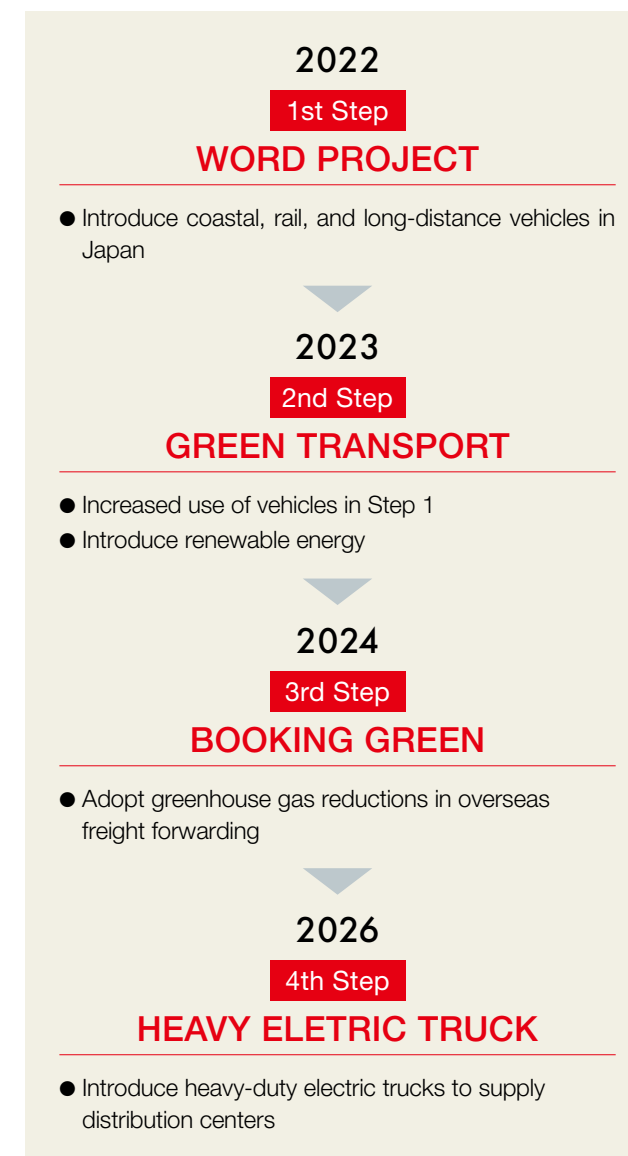 2022
1st Step
WORD PROJECT
● Introduce coastal, rail, and long-distance vehicles in
Japan
2023
2nd Step
GREEN TRANSPORT
● Increased use of vehicles in Step 1
● Introduce renewable energy
2024
3rd Step
BOOKING GREEN
● Adopt greenhouse gas reductions in overseas
freight forwarding
2026
4th Step
HEAVY ELETRIC TRUCK
● Introduce heavy-duty electric trucks to supply
distribution centers